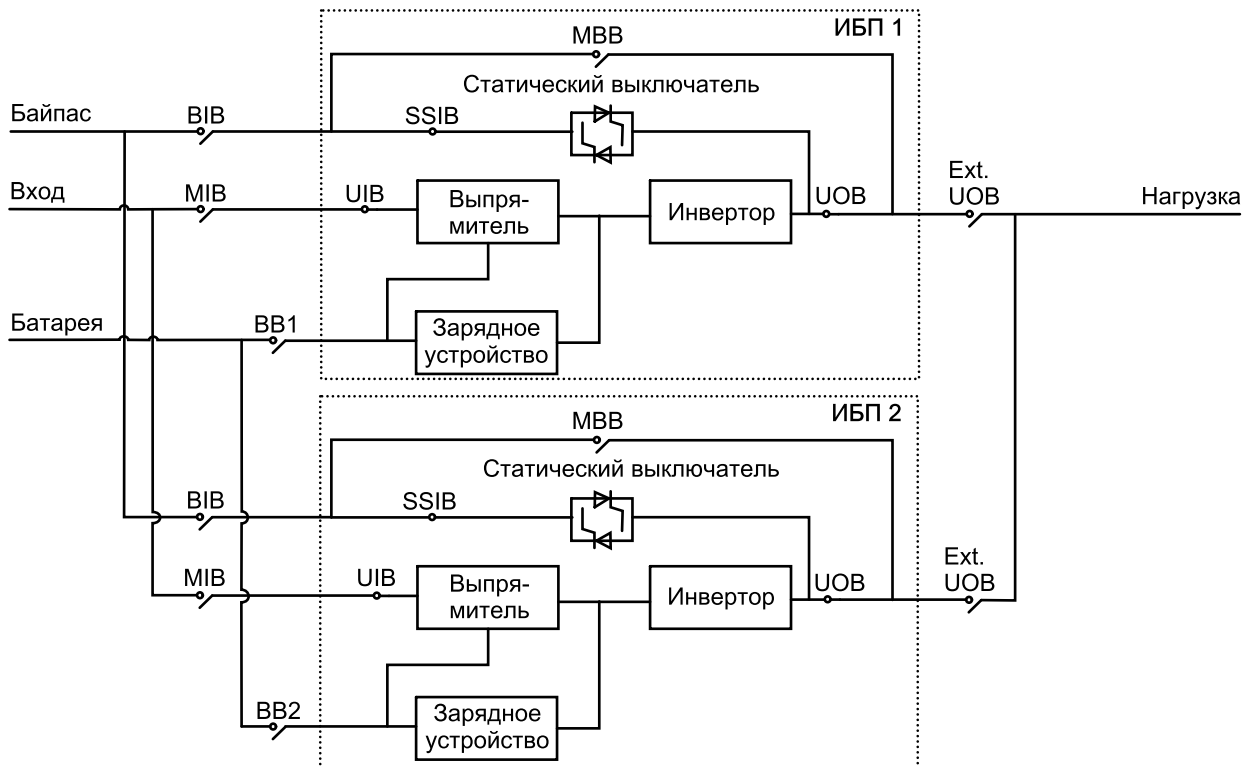 ИБП 1
MBB
Статический выключатель
Байпас
BIB
SSIB
Вход
MIB
UIB
Выпря-
митель
Инвертор
UOB
Ext.
UOB
Нагрузка
Батарея
BB1
Зарядное
устройство
ИБП 2
MBB
Статический выключатель
BIB
SSIB
MIB
UIB
Выпря-
митель
Инвертор
UOB
Ext.
UOB
BB2
Зарядное
устройство